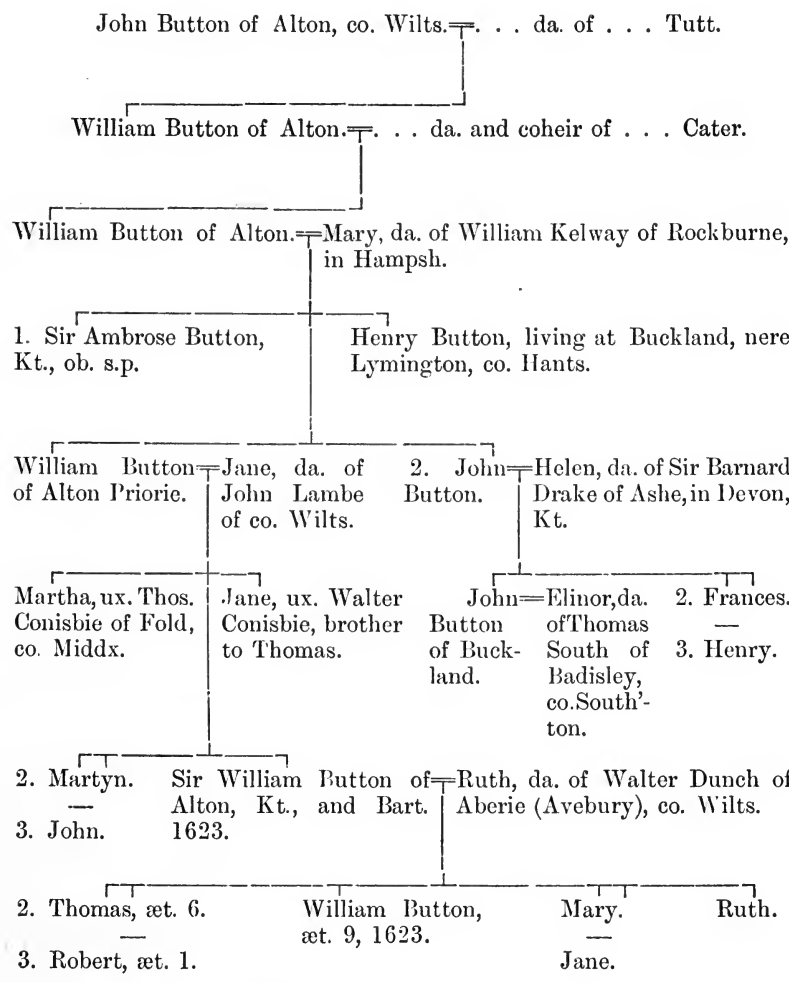 John Button of Alton, co. Wilts.=. . . da. of . . . Tutt.
William Button of Alton.=. . . da. and coheir of . . . Cater.
William Button of Alton.=Mary, da. of William Kelway of Rockburne,
in Hampsh.
1. Sir Ambrose Button,
Kt., ob. s.p.
Henry Button, living at Buckland, nere
Lymington, co. Hants.
William Button=Jane, da. of
of Alton Priorie. John Lambe
of co. Wilts.
2. John=Helen, da. of Sir Barnard
Button. Drake of Ashe, in Devon,
Kt.
Martha, ux. Thos.
Conisbie of Fold,
co. Middx.
Jane, ux. Walter
Conisbie, brother
to Thomas.
John=Elinor, da.
Button ofThomas
of Buck- South of
land. Badisley,
co.South'-
ton.
2. Frances.
—
3. Henry.
2. Martyn.
—
3. John.
Sir William Button of=Ruth, da. of Walter Dunch of
Alton, Kt., and Bart. Aberie (Avebury), co. Wilts.
1623.
2. Thomas, æt. 6.
—
3. Robert, æt. 1.
William Button,
æt. 9, 1623.
Mary.
—
Jane.
Ruth.